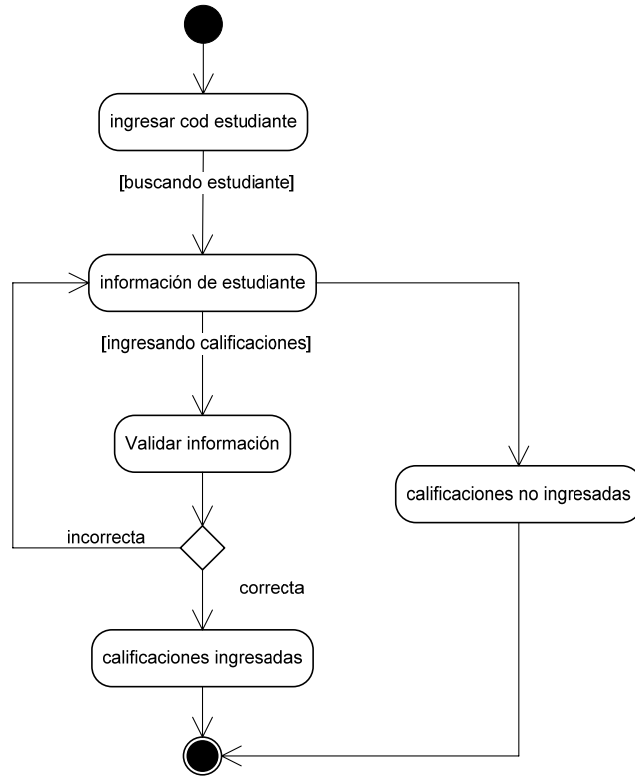 ingresar cod estudiante
[buscando estudiante]
información de estudiante
[ingresando calificaciones]
Validar información
calificaciones no ingresadas
incorrecta
correcta
calificaciones ingresadas